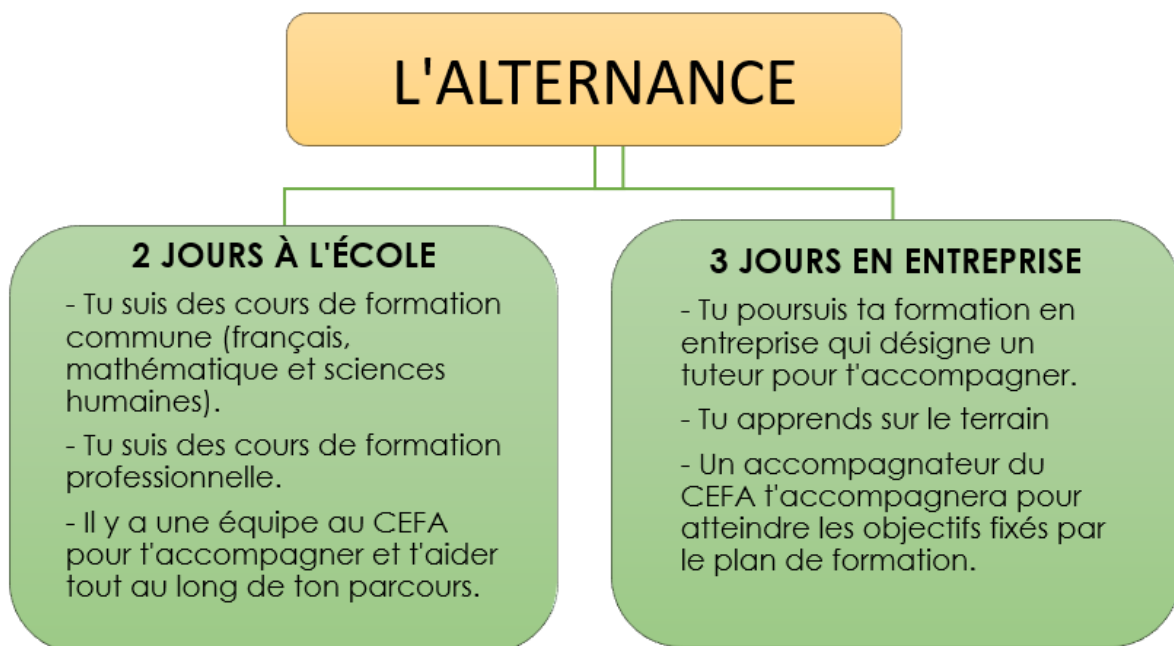 L'ALTERNANCE
2 JOURS À L'ÉCOLE
- Tu suis des cours de formation
commune (français,
mathématique et sciences
humaines).
- Tu suis des cours de formation
professionnelle.
- Il y a une équipe au CEFA
pour t'accompagner et t'aider
tout au long de ton parcours.
3 JOURS EN ENTREPRISE
- Tu poursuis ta formation en
entreprise qui désigne un
tuteur pour t'accompagner.
- Tu apprends sur le terrain
- Un accompagnateur du
CEFA t'accompagnera pour
atteindre les objectifs fixés par
le plan de formation.